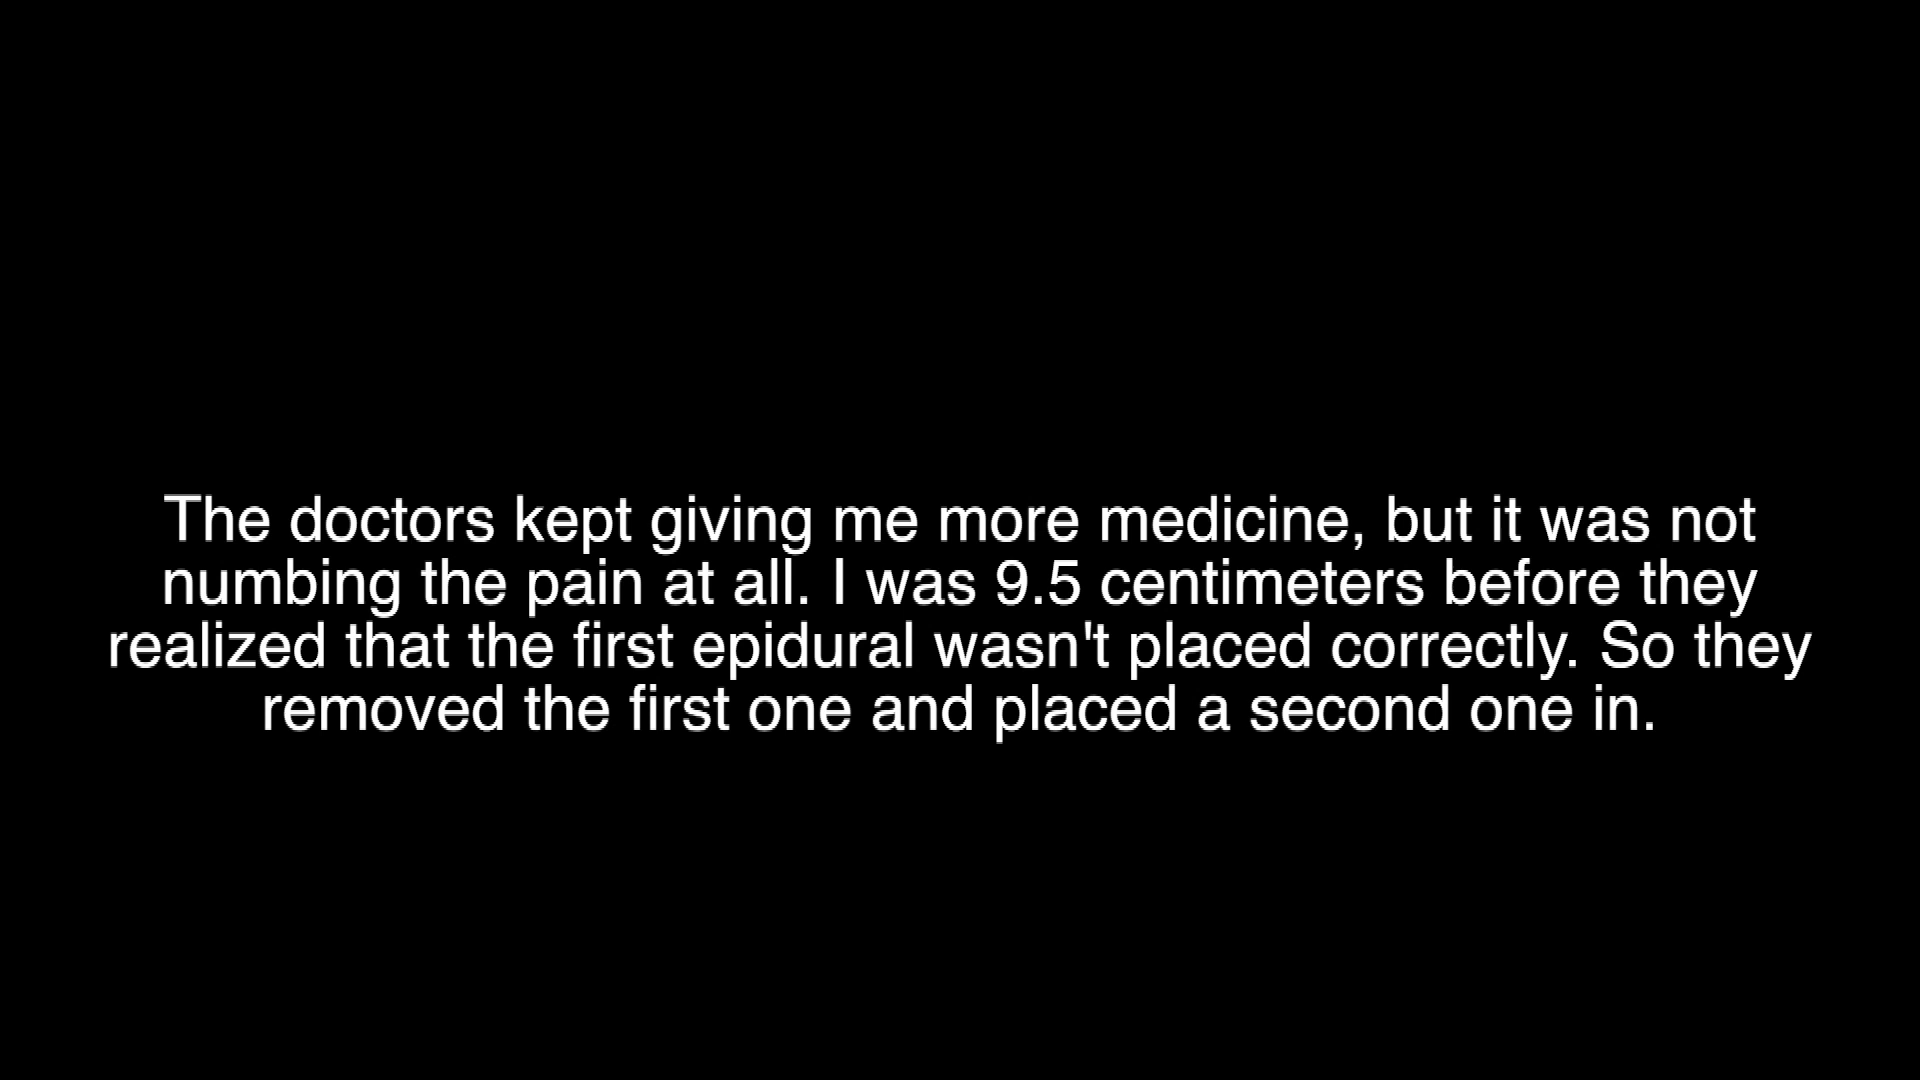 The doctors kept giving me more medicine, but it was not
numbing the pain at all. I was 9.5 centimeters before they
realized that the first epidural wasn't placed correctly. So they
removed the first one and placed a second one in.